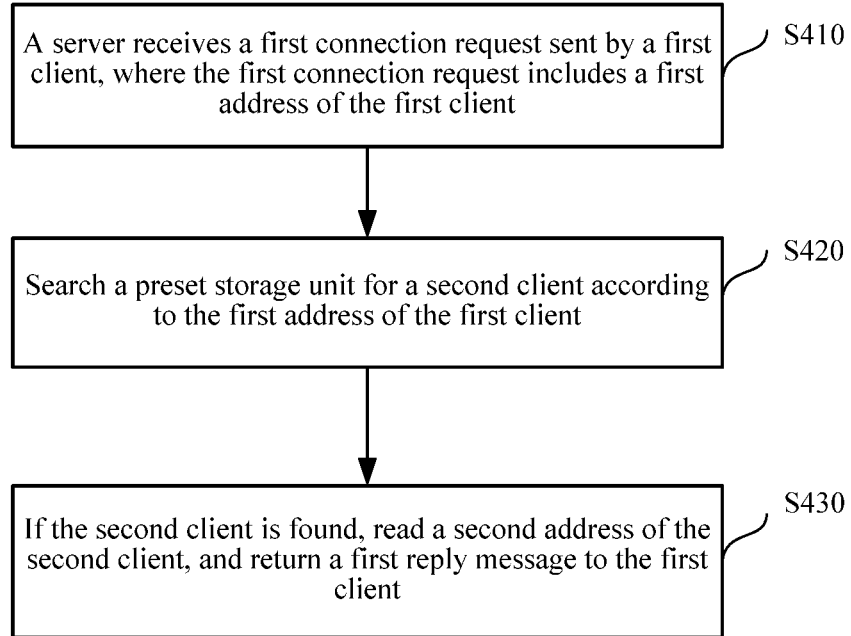 A server receives a first connection request sent by a first
client, where the first connection request includes a first
address of the first client
S410
Search a preset storage unit for a second client according
to the first address of the first client
S420
If the second client is found, read a second address of the
second client, and return a first reply message to the first
client
S430